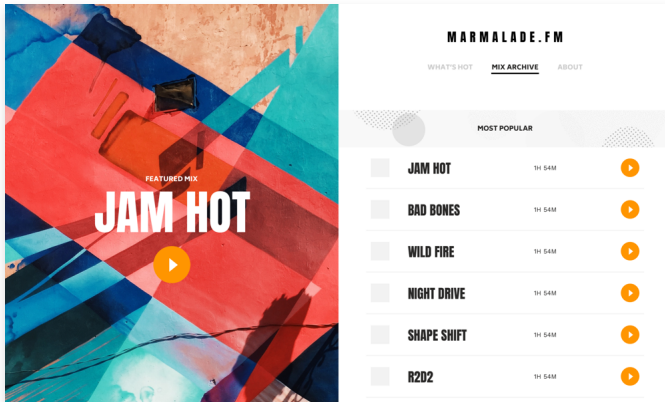 FEATURED MIX
JAM HOT
MARMALADE.FM
WHAT'S HOT MIX ARCHIVE ABOUT
MOST POPULAR
JAM HOT 1H 54M
BAD BONES 1H 54M
WILD FIRE 1H 54M
NIGHT DRIVE 1H 54M
SHAPE SHIFT 1H 54M
R2D2 1H 54M